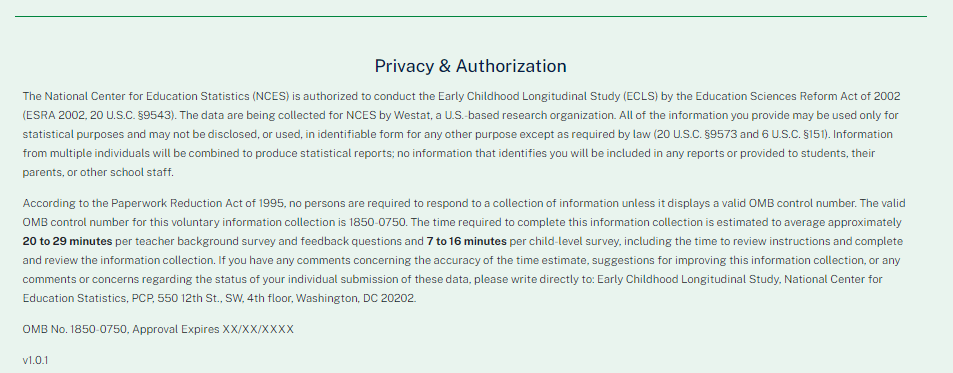 Privacy & Authorization
The National Center for Education Statistics (NCES) is authorized to conduct the Early Childhood Longitudinal Study (ECLS) by the Education Sciences Reform Act of 2002
(ESRA 2002, 20 U.S.C. §9543). The data are being collected for NCES by Westat, a U.S.-based research organization. All of the information you provide may be used only for
statistical purposes and may not be disclosed, or used, in identifiable form for any other purpose except as required by law (20 U.S.C. §9573 and 6 U.S.C. §151). Information
from multiple individuals will be combined to produce statistical reports; no information that identifies you will be included in any reports or provided to students, their
parents, or other school staff.
According to the Paperwork Reduction Act of 1995, no persons are required to respond to a collection of information unless it displays a valid OMB control number. The valid
OMB control number for this voluntary information collection is 1850-0750. The time required to complete this information collection is estimated to average approximately
20 to 29 minutes per teacher background survey and feedback questions and 7 to 16 minutes per child-level survey, including the time to review instructions and complete
and review the information collection. If you have any comments concerning the accuracy of the time estimate, suggestions for improving this information collection, or any
comments or concerns regarding the status of your individual submission of these data, please write directly to: Early Childhood Longitudinal Study, National Center for
Education Statistics, PCP, 550 12th St., SW, 4th floor, Washington, DC 20202.
OMB No. 1850-0750, Approval Expires XX/XX/XXXX
v1.0.1